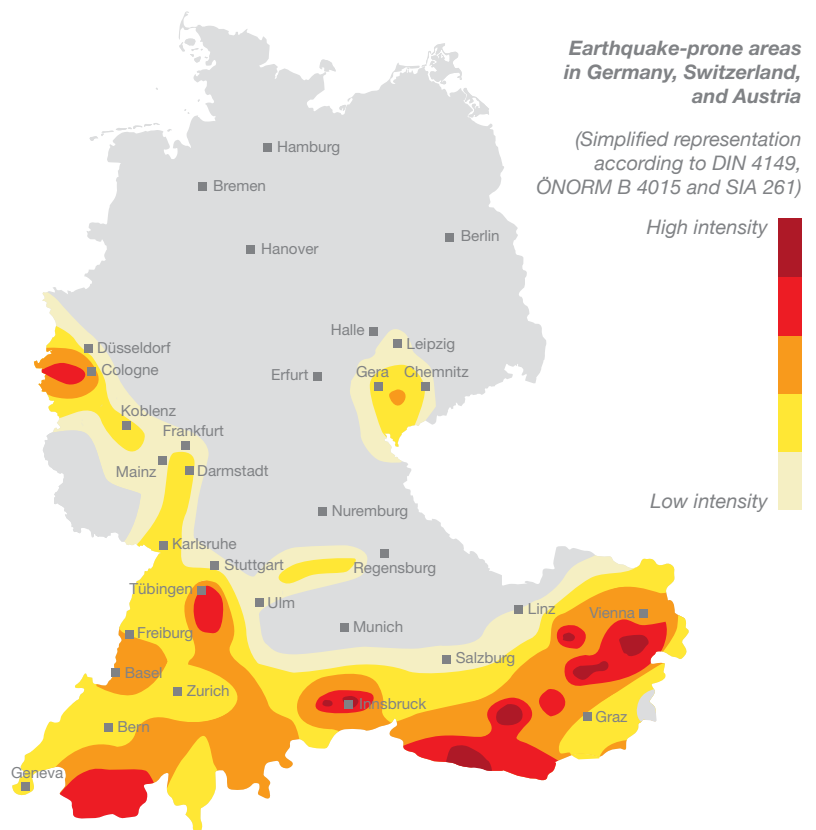 Earthquake-prone areas
in Germany, Switzerland,
and Austria
(Simplified representation
according to DIN 4149,
ÖNORM B 4015 and SIA 261)
High intensity
Low intensity
Hamburg
Bremen
Berlin
Hanover
Halle
Leipzig
Düsseldorf
Cologne
Erfurt
Gera
Chemnitz
Koblenz
Frankfurt
Mainz
Darmstadt
Nuremburg
Karlsruhe
Stuttgart
Regensburg
Tübingen
Ulm
Linz
Vienna
Freiburg
Munich
Salzburg
Basel
Zurich
Innsbruck
Graz
Bern
Geneva